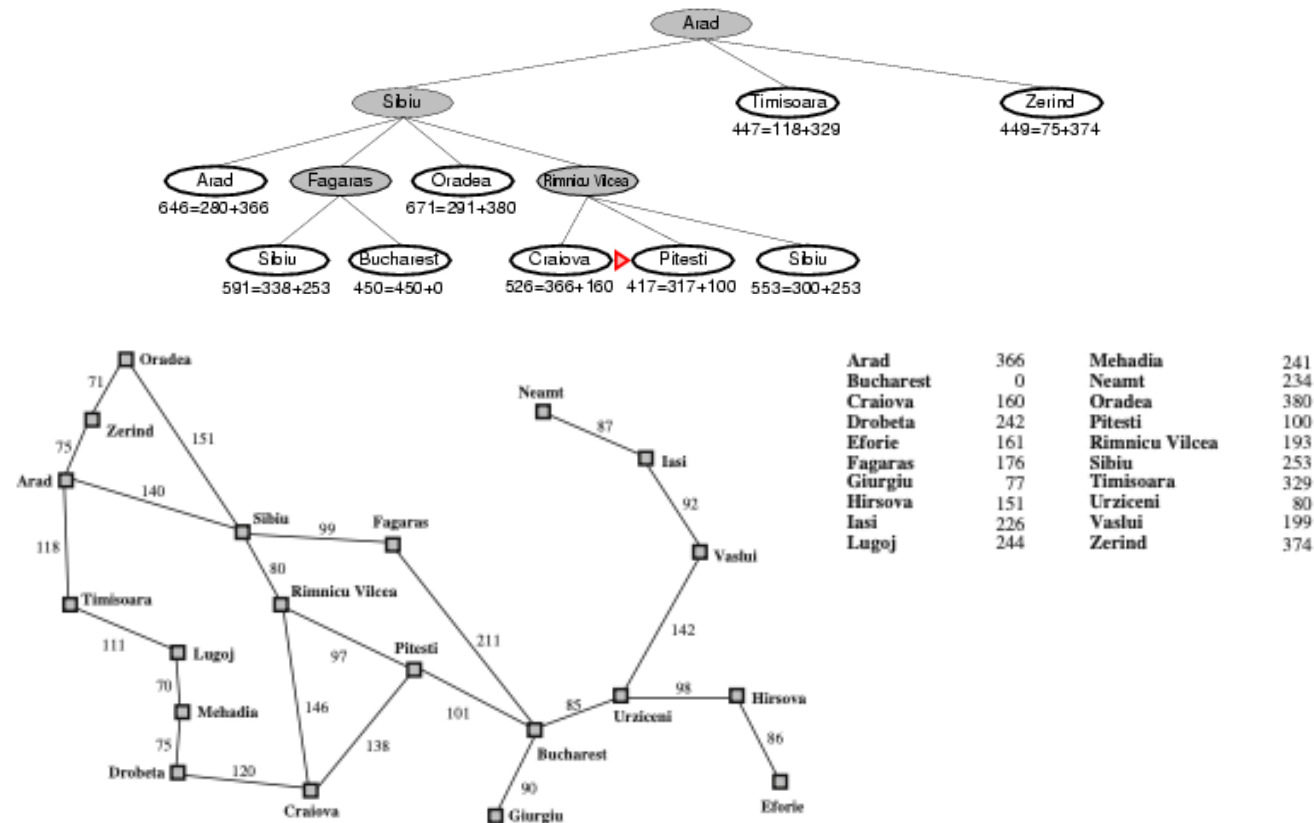 Arad
Sibiu
Timisoara
Zerind
447=118+329
449=75+374
Arad
Fagaras
Oradea
Rimnicu Vilcea
646=280+366
671=291+380
Sibiu
Bucharest
Craiova
Pitesti
Sibiu
591=338+253
450=450+0
526=366+160
417=317+100
553=300+253
Oradea
71
Neamt
Zerind
87
75
151
Iasi
Arad
140
92
Sibiu
99
Fagaras
118
Vaslui
80
Timisoara
Rimnicu Vilcea
111
142
211
Lugoj
97
Pitesti
70
98
Hirsova
146
85
Mehadia
101
Urziceni
75
138
86
Bucharest
Drobeta
120
90
Craiova
Eforie
Giurgiu
Arad 366 Mehadia 241
Bucharest 0 Neamt 234
Craiova 160 Oradea 380
Drobeta 242 Pitesti 100
Eforie 161 Rimnicu Vilcea 193
Fagaras 176 Sibiu 253
Giurgiu 77 Timisoara 329
Hirsova 151 Urziceni 80
Iasi 226 Vaslui 199
Lugoj 244 Zerind 374